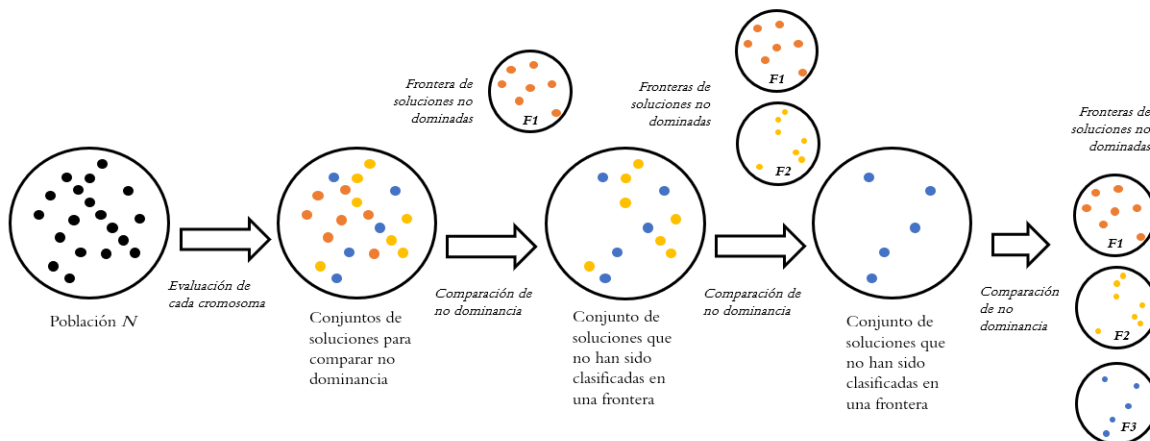 Población N
Evaluación de
cada cromosoma
Conjuntos de
soluciones para
comparar no
dominancia
Frontera de
soluciones no
dominadas
F1
Comparación de
no dominancia
Conjunto de
soluciones que
no han sido
clasificadas en
una frontera
Fronteras de
soluciones no
dominadas
F1
F2
Comparación de
no dominancia
Conjunto de
soluciones que
no han sido
clasificadas en
una frontera
Comparación
de no
dominancia
Fronteras de
soluciones no
dominadas
F1
F2
F3